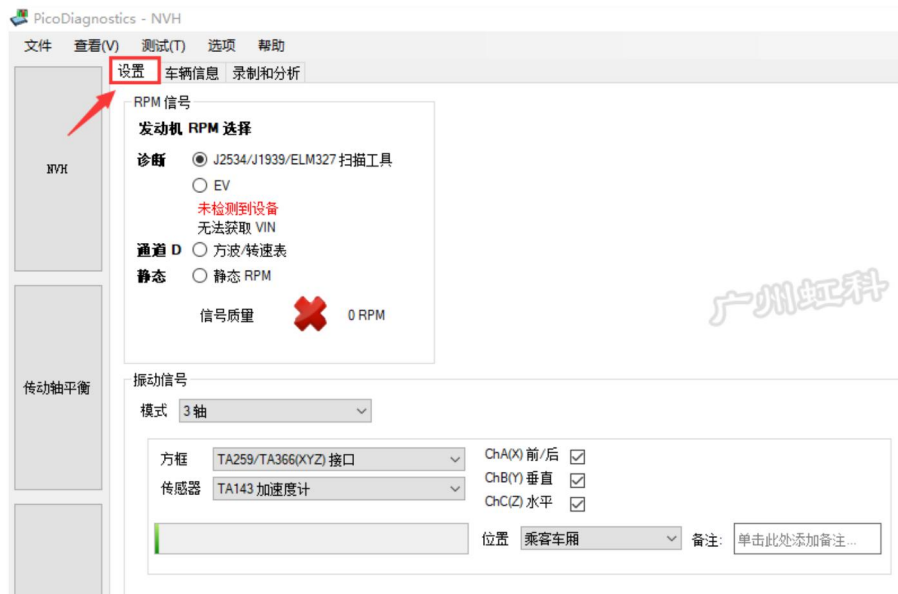 PicoDiagnostics - NVH
文件 查看(V) 测试(T) 选项 帮助
设置 车辆信息 录制和分析
NVH
传动轴平衡
RPM 信号
发动机 RPM 选择
诊断 J2534/J1939/ELM327 扫描工具
EV
未检测到设备
无法获取 VIN
通道 D 方波/转速表
静态 静态 RPM
信号质量 0 RPM
广州虹科
振动信号
模式 3 轴
方框 TA259/TA366(XYZ) 接口 ChA(X) 前/后
传感器 TA143 加速度计 ChB(Y) 垂直
ChC(Z) 水平
位置 乘客车厢 备注: 单击此处添加备注...